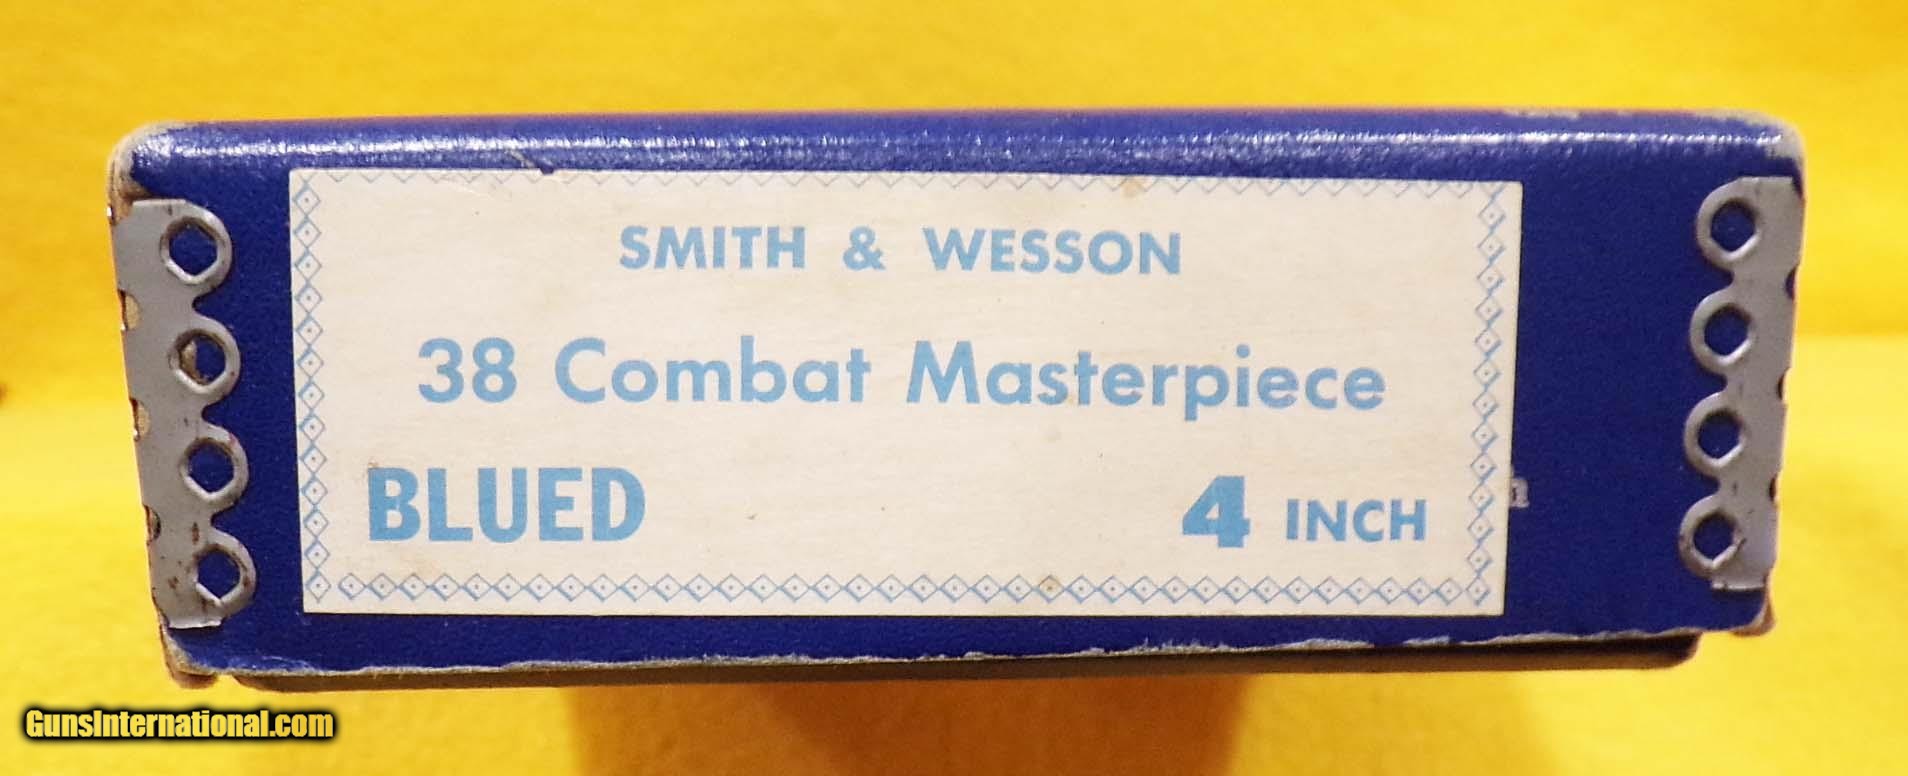 SMITH & WESSON
38 Combat Masterpiece
BLUED 4 INCH
GunsInternational.com